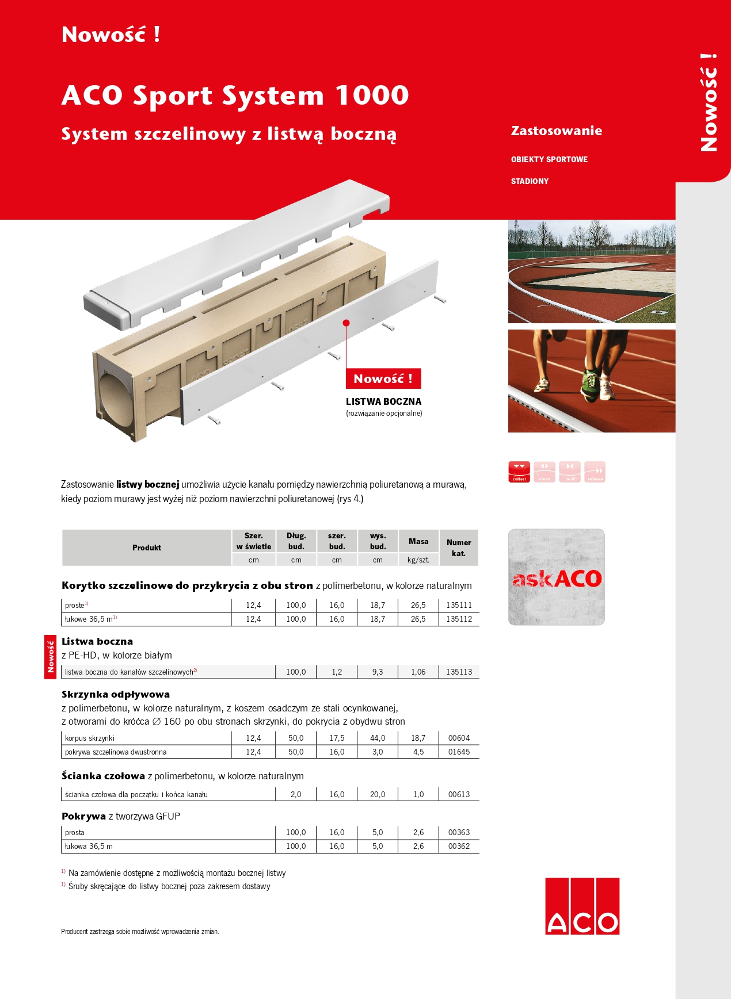 Nowość !
Nowość !
ACO Sport System 1000
System szczelinowy z listwą boczną
Zastosowanie
OBIEKTY SPORTOWE
STADIONY
ACO SPORT
Nowość !
LISTWA BOCZNA
(rozwiązanie opcjonalne)
collect clean hold release
Zastosowanie listwy bocznej umożliwia użycie kanału pomiędzy nawierzchnią poliuretanową a murawą,
kiedy poziom murawy jest wyżej niż poziom nawierzchni poliuretanowej (rys 4.)
askACO
Produkt Szer. w świetle Dług. bud. szer. bud. wys. bud. Masa Numer kat.
cm cm cm cm kg/szt.
Korytko szczelinowe do przykrycia z obu stron z polimerbetonu, w kolorze naturalnym
proste1) 12,4 100,0 16,0 18,7 26,5 135111
łukowe 36,5 m1) 12,4 100,0 16,0 18,7 26,5 135112
Nowość
Listwa boczna
z PE-HD, w kolorze białym
listwa boczna do kanałów szczelinowych2) 100,0 1,2 9,3 1,06 135113
Skrzynka odpływowa
z polimerbetonu, w kolorze naturalnym, z koszem osadczym ze stali ocynkowanej,
z otworami do króćca ∅ 160 po obu stronach skrzynki, do pokrycia z obydwu stron
korpus skrzynki 12,4 50,0 17,5 44,0 18,7 00604
pokrywa szczelinowa dwustronna 12,4 50,0 16,0 3,0 4,5 01645
Ścianka czołowa z polimerbetonu, w kolorze naturalnym
ścianka czołowa dla początku i końca kanału 2,0 16,0 20,0 1,0 00613
Pokrywa z tworzywa GFUP
prosta 100,0 16,0 5,0 2,6 00363
łukowa 36,5 m 100,0 16,0 5,0 2,6 00362
1) Na zamówienie dostępne z możliwością montażu bocznej listwy
1) Śruby skręcające do listwy bocznej poza zakresem dostawy
ACO
Producent zastrzega sobie możliwość wprowadzenia zmian.